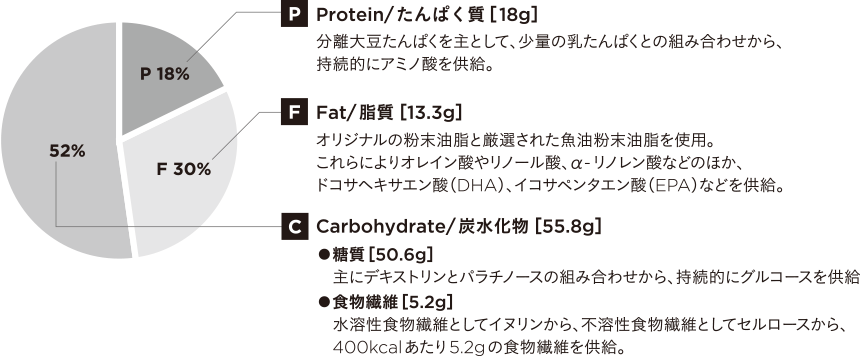 P Protein/たんぱく質 [18g]
分離大豆たんぱくを主として、少量の乳たんぱくとの組み合わせから、
持続的にアミノ酸を供給。
P 18%
F Fat/脂質 [13.3g]
オリジナルの粉末油脂と厳選された魚油粉末油脂を使用。
これらによりオレイン酸やリノール酸、α-リノレン酸などのほか、
ドコサヘキサエン酸(DHA)、イコサペンタエン酸(EPA)などを供給。
52%
F 30%
C Carbohydrate/炭水化物 [55.8g]
●糖質[50.6g]
主にデキストリンとパラチノースの組み合わせから、持続的にグルコースを供給
●食物繊維[5.2g]
水溶性食物繊維としてイヌリンから、不溶性食物繊維としてセルロースから、
400kcalあたり5.2gの食物繊維を供給。